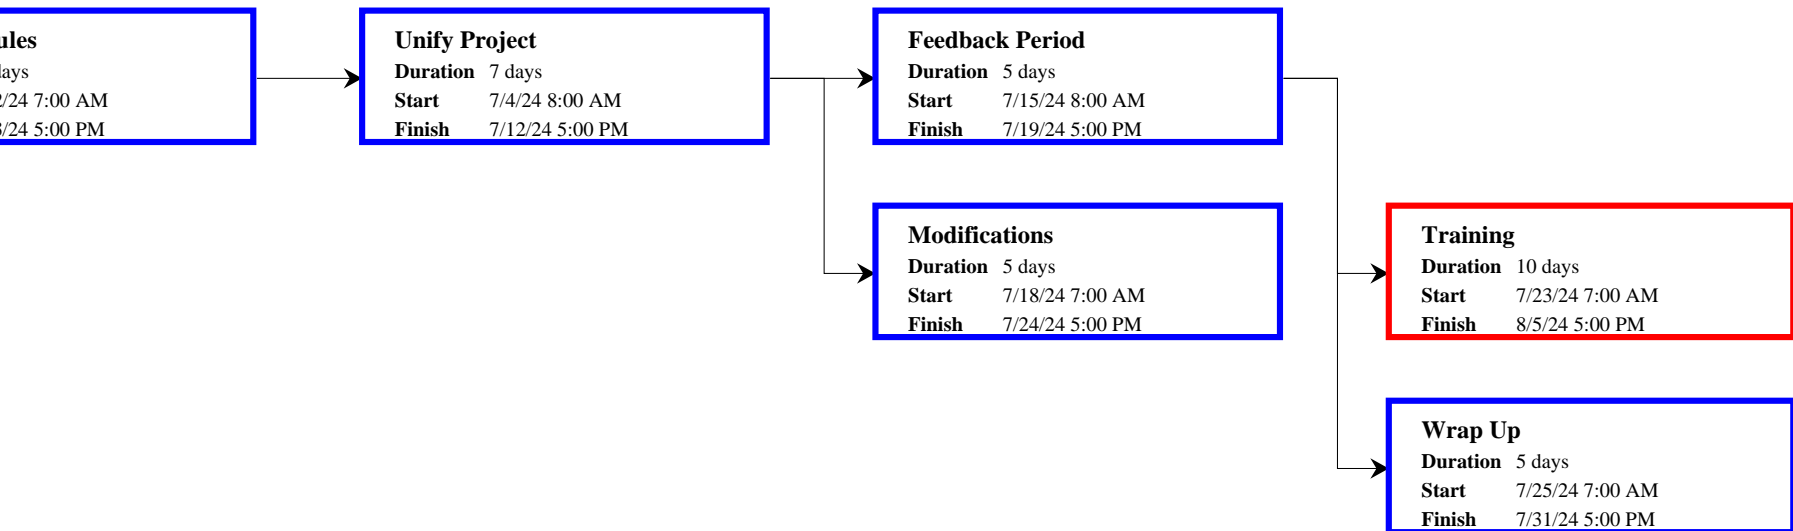 ules
days
2/24 7:00 AM
3/24 5:00 PM
Unify Project
Duration 7 days
Start 7/4/24 8:00 AM
Finish 7/12/24 5:00 PM
Feedback Period
Duration 5 days
Start 7/15/24 8:00 AM
Finish 7/19/24 5:00 PM
Modifications
Duration 5 days
Start 7/18/24 7:00 AM
Finish 7/24/24 5:00 PM
Training
Duration 10 days
Start 7/23/24 7:00 AM
Finish 8/5/24 5:00 PM
Wrap Up
Duration 5 days
Start 7/25/24 7:00 AM
Finish 7/31/24 5:00 PM